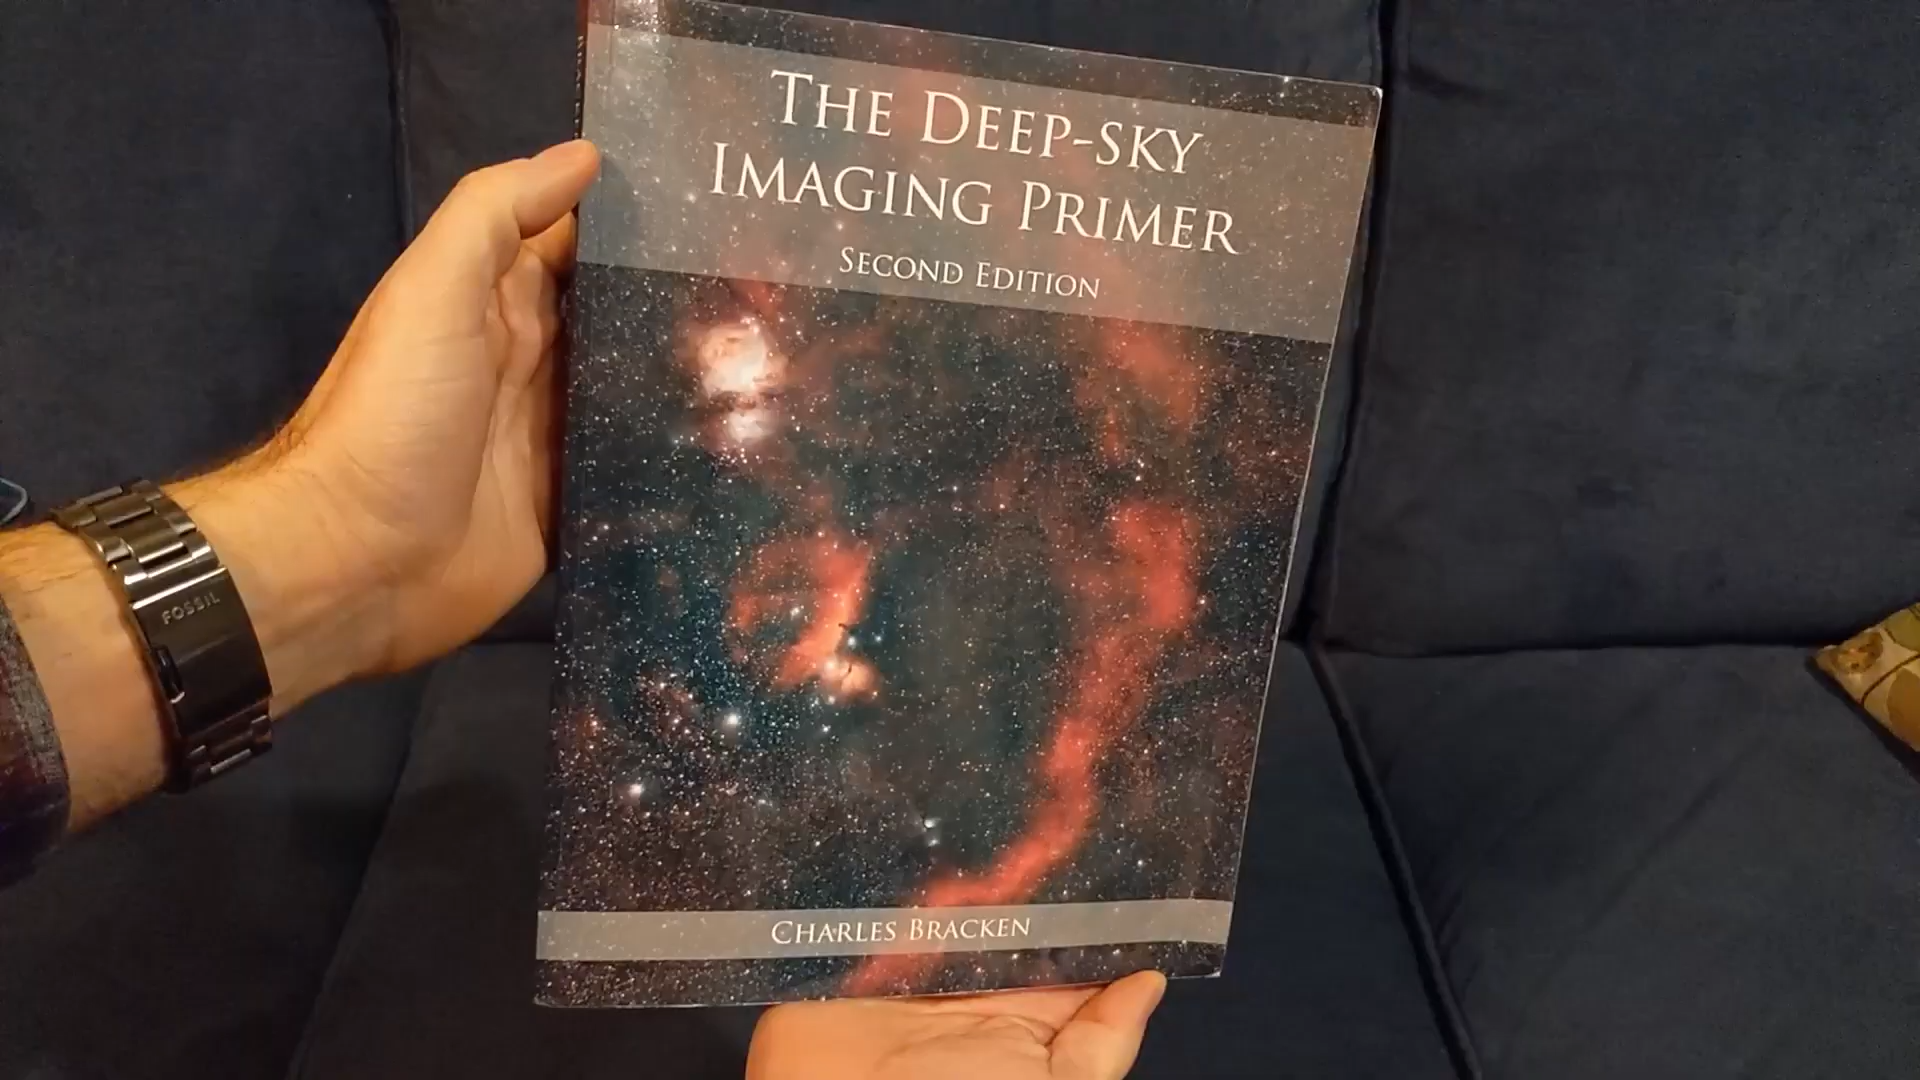 THE DEEP-SKY
IMAGING PRIMER
SECOND EDITION
CHARLES BRACKEN
FOSSIL